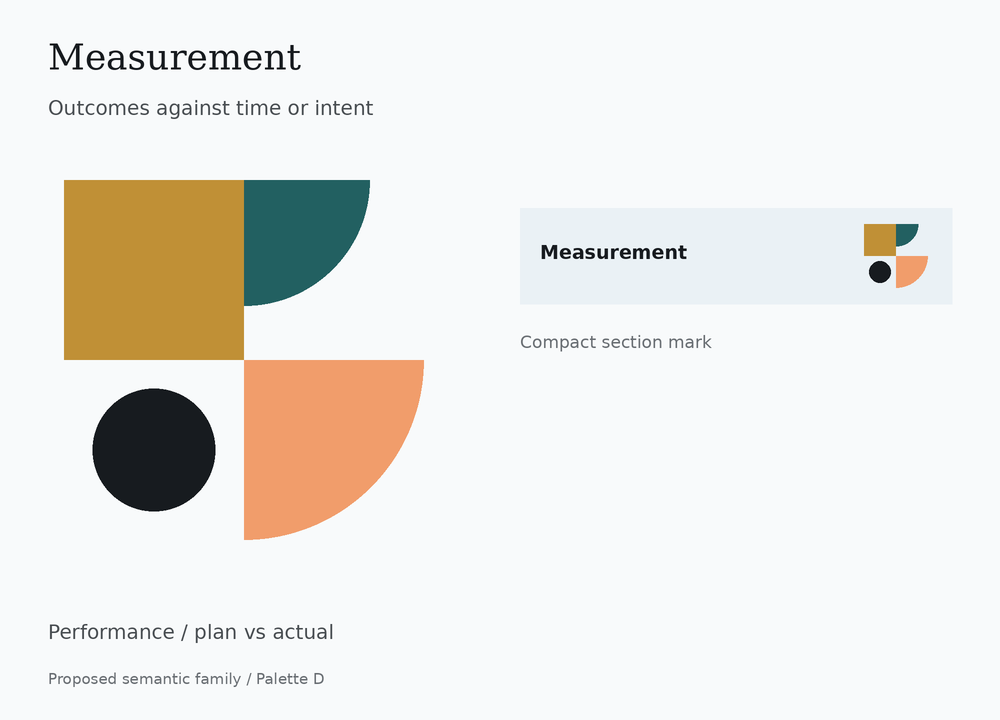 Measurement
Outcomes against time or intent
Measurement
Compact section mark
Performance / plan vs actual
Proposed semantic family / Palette D